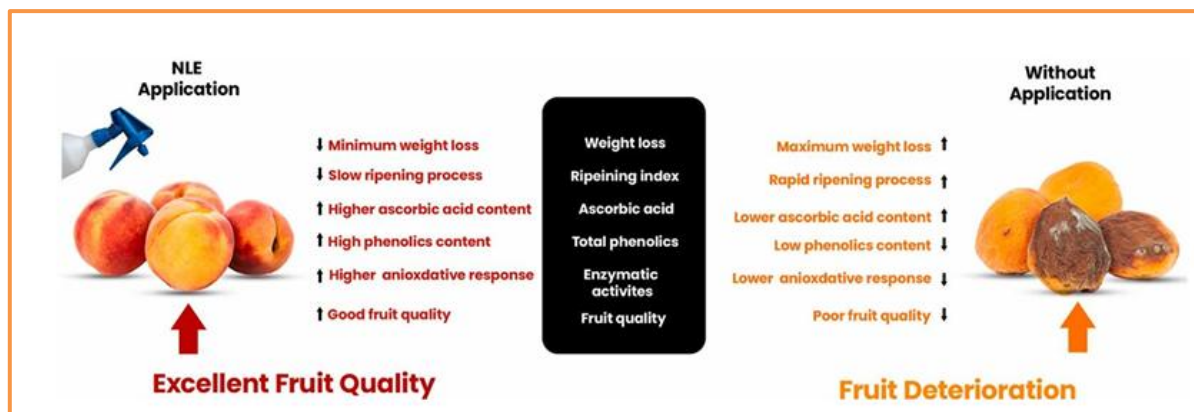 NLE
Application
↓ Minimum weight loss
↓ Slow ripening process
↑ Higher ascorbic acid content
↑ High phenolics content
↑ Higher anioxdative response
↑ Good fruit quality
Excellent Fruit Quality
Weight loss
Ripeining index
Ascorbic acid
Total phenolics
Enzymatic
activites
Fruit quality
Without
Application
Maximum weight loss ↑
Rapid ripening process ↑
Lower ascorbic acid content ↑
Low phenolics content ↓
Lower anioxdative response ↓
Poor fruit quality ↓
Fruit Deterioration